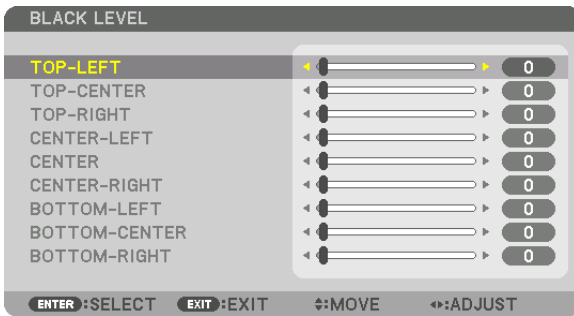 BLACK LEVEL
TOP-LEFT 0
TOP-CENTER 0
TOP-RIGHT 0
CENTER-LEFT 0
CENTER 0
CENTER-RIGHT 0
BOTTOM-LEFT 0
BOTTOM-CENTER 0
BOTTOM-RIGHT 0
ENTER :SELECT EXIT :EXIT :MOVE :ADJUST